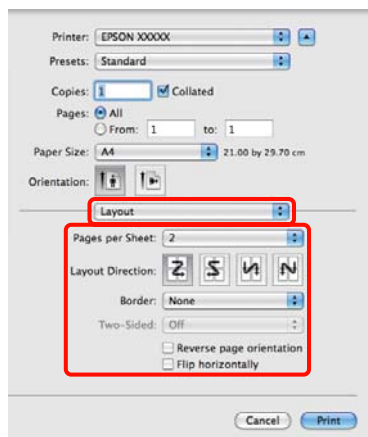 Printer: EPSON XXXXX
Presets: Standard
Copies: 1 Collated
Pages: All
From: 1 to: 1
Paper Size: A4 21.00 by 29.70 cm
Orientation:
Layout
Pages per Sheet: 2
Layout Direction:
Border: None
Two-Sided: Off
Reverse page orientation
Flip horizontally
Cancel Print